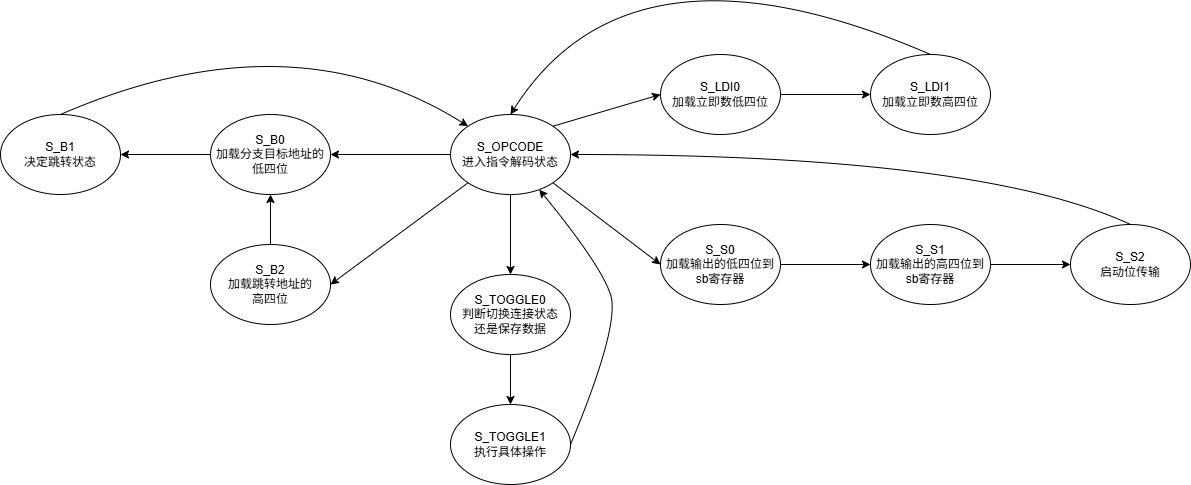 S_LDI0
加载立即数低四位
S_LDI1
加载立即数高四位
S_B1
决定跳转状态
S_B0
加载分支目标地址的
低四位
S_OPCODE
进入指令解码状态
S_B2
加载跳转地址的
高四位
S_S0
加载输出的低四位到
sb寄存器
S_S1
加载输出的高四位到
sb寄存器
S_S2
启动位传输
S_TOGGLE0
判断切换连接状态
还是保存数据
S_TOGGLE1
执行具体操作